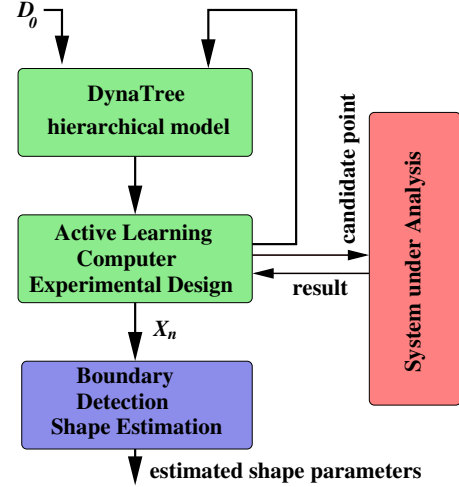 D0
DynaTree
hierarchical model
Active Learning
Computer
Experimental Design
candidate point
result
System under Analysis
Xn
Boundary
Detection
Shape Estimation
estimated shape parameters